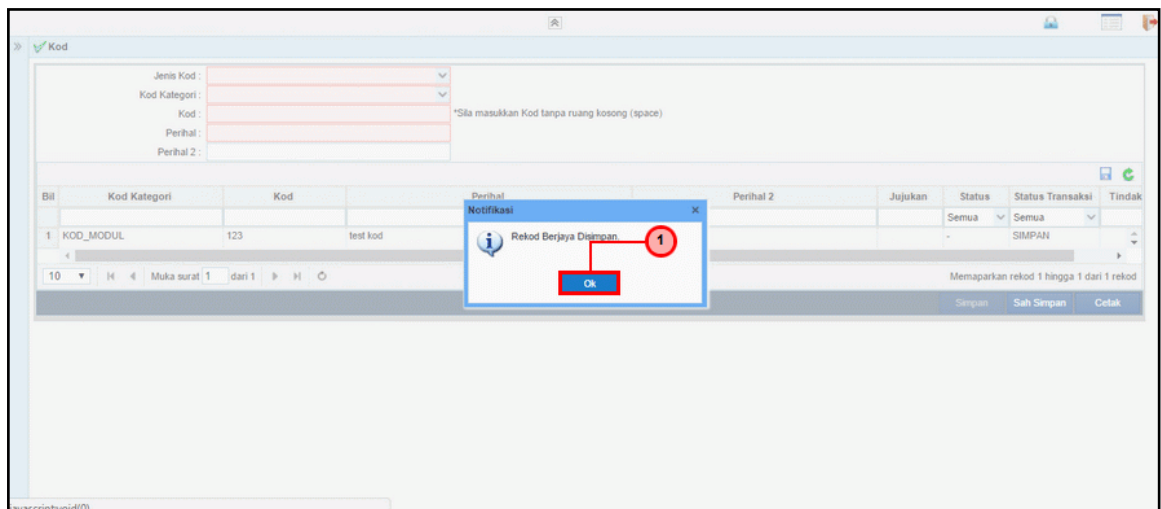 Kod
Jenis Kod :
Kod Kategori :
Kod :
*Sila masukkan Kod tanpa ruang kosong (space)
Perihal :
Perihal 2 :
Bil Kod Kategori Kod Perihal Perihal 2 Jujukan Status Status Transaksi Tindak
Semua Semua
1 KOD_MODUL 123 test kod - SIMPAN
Notifikasi ×
Rekod Berjaya Disimpan.
1
Ok
10 Muka surat 1 dari 1 Memaparkan rekod 1 hingga 1 dari 1 rekod
Simpan Sah Simpan Cetak